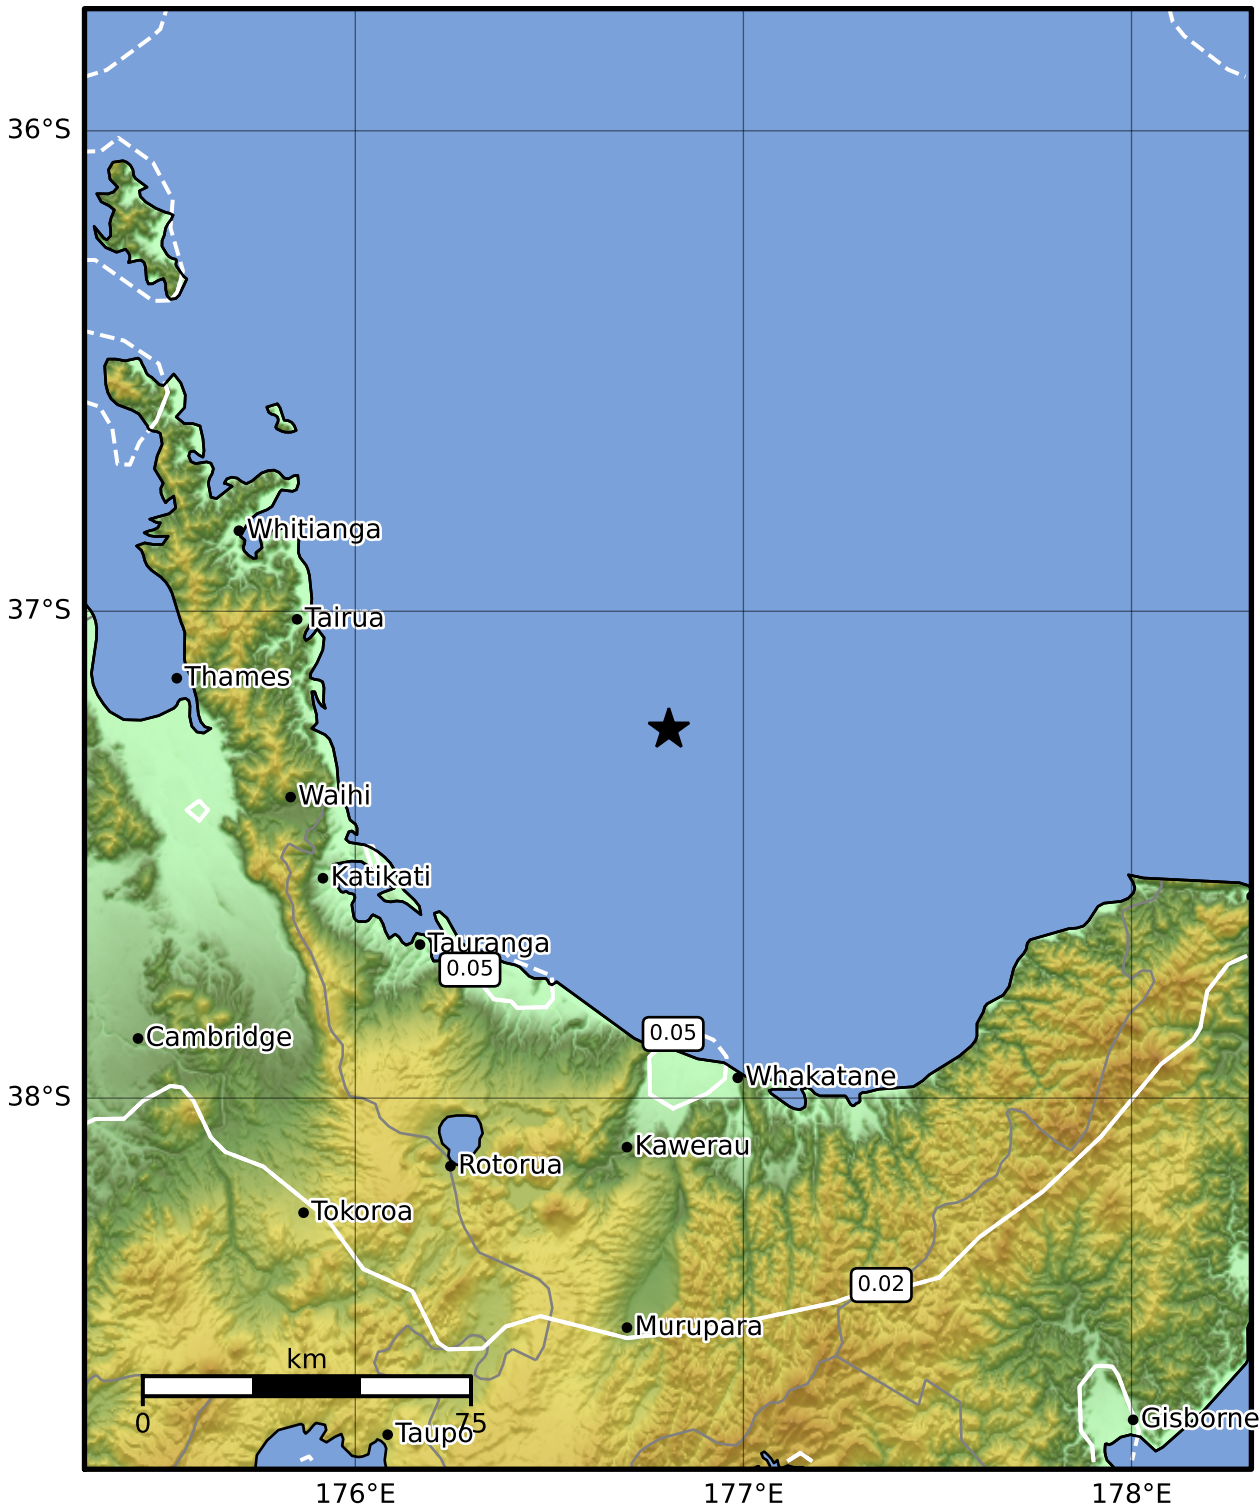 36°S
Whitianga
37°S
Tairua
Thames
Waihi
Katikati
Tauranga
0.05
0.05
Cambridge
Whakatane
38°S
Kawerau
Rotorua
Tokoroa
0.02
Murupara
km
0
75
Gisborne
Taupo
176°E
177°E
178°E